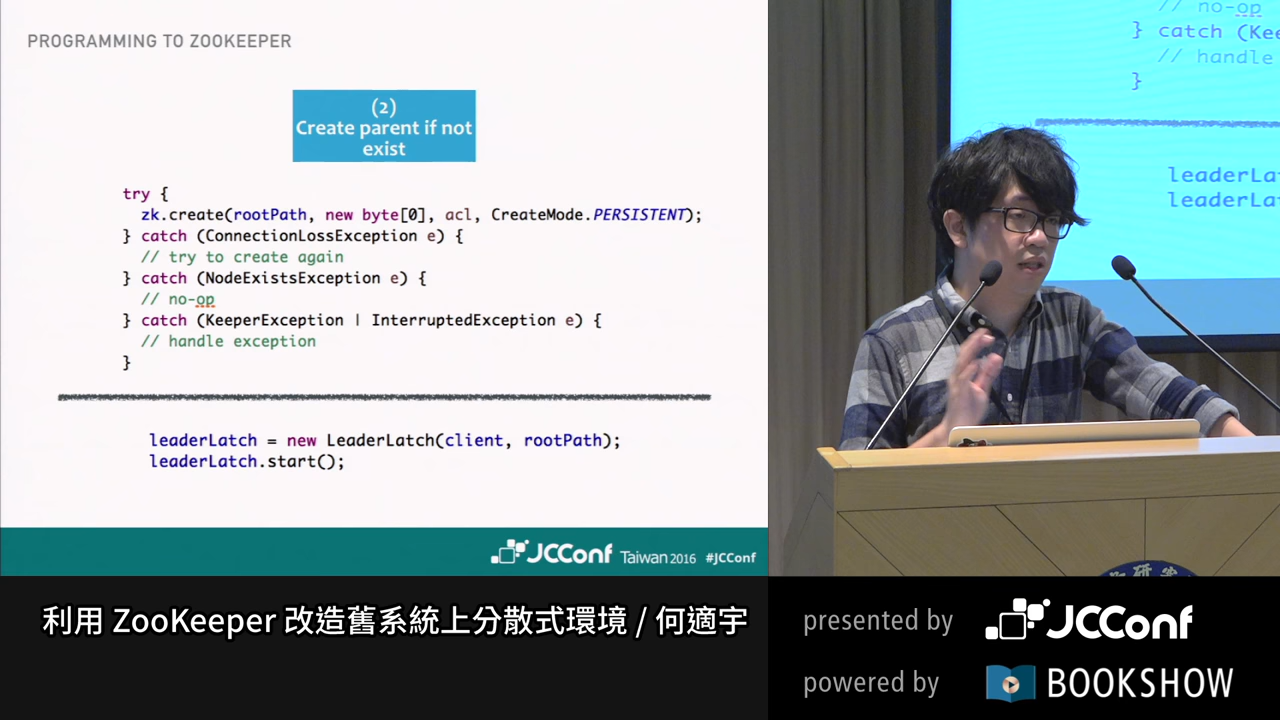 PROGRAMMING TO ZOOKEEPER
(2)
Create parent if not
exist
try {
zk.create(rootPath, new byte[0], acl, CreateMode.PERSISTENT);
} catch (ConnectionLossException e) {
// try to create again
} catch (NodeExistsException e) {
// no-op
} catch (KeeperException | InterruptedException e) {
// handle exception
}
leaderLatch = new LeaderLatch(client, rootPath);
leaderLatch.start();
JCConf Taiwan 2016 #JCConf
// no-op
} catch (Kee
// handle
}
leaderLa
leaderLa
利用 ZooKeeper 改造舊系統上分散式環境 / 何適宇
presented by JCConf
powered by BOOKSHOW